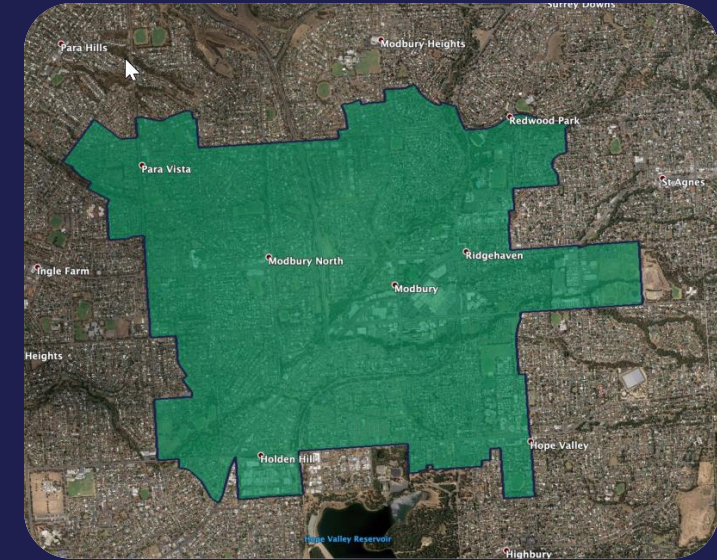 Surrey Downs
Para Hills
Modbury Heights
Redwood Park
Para Vista
St Agnes
Modbury North
Ridgehaven
Ingle Farm
Modbury
Heights
Hope Valley
Holden Hill
Hope Valley Reservoir
Highbury